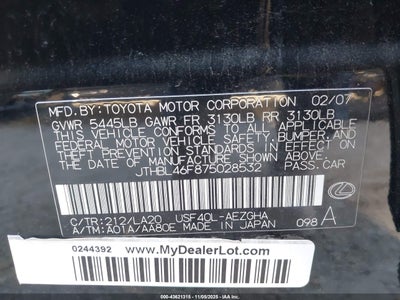 MFD. BY: TOYOTA MOTOR CORPORATION 02/07
GVWR 5445LB GAWR FR 3130LB RR 3130LB
THIS VEHICLE CONFORMS TO ALL APPLICABLE
FEDERAL MOTOR VEHICLE SAFETY, BUMPER, AND
THEFT PREVENTION STANDARDS IN EFFECT ON
THE DATE OF MANUFACTURE SHOWN ABOVE.
JTHBL46F875028532 PASS.CAR
C/TR:212/LA20 USF40L-AEZGHA
A/TM:A01A/AA80E MADE IN JAPAN 098 A
0244392
www.MyDealerLot.com
000-43621315 - 11/05/2025 - 08:55:31